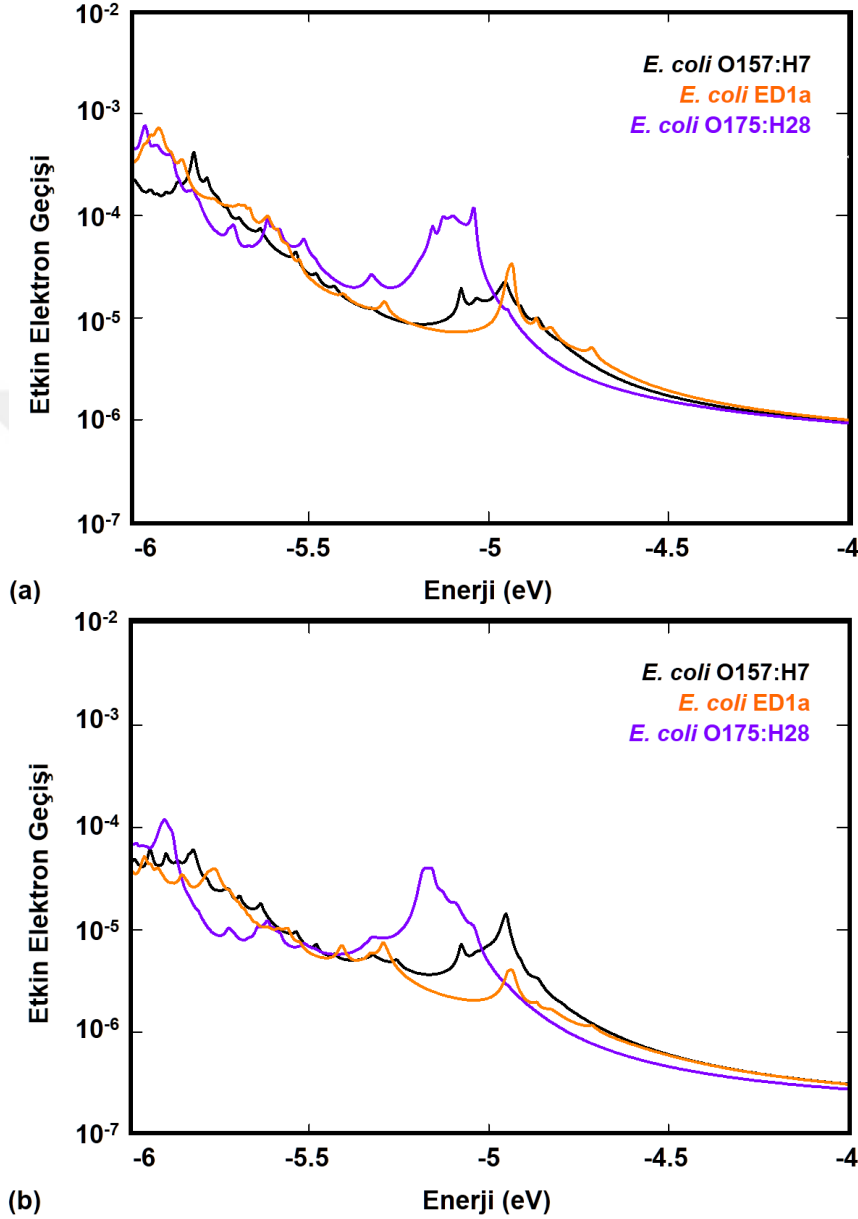 10-2
E. coli O157:H7
E. coli ED1a
E. coli O175:H28
10-3
10-4
10-5
10-6
10-7
Etkin Elektron Geçişi
-6 -5.5 -5 -4.5 -4
(a) Enerji (eV)
10-2
E. coli O157:H7
E. coli ED1a
E. coli O175:H28
10-3
10-4
10-5
10-6
10-7
Etkin Elektron Geçişi
-6 -5.5 -5 -4.5 -4
(b) Enerji (eV)